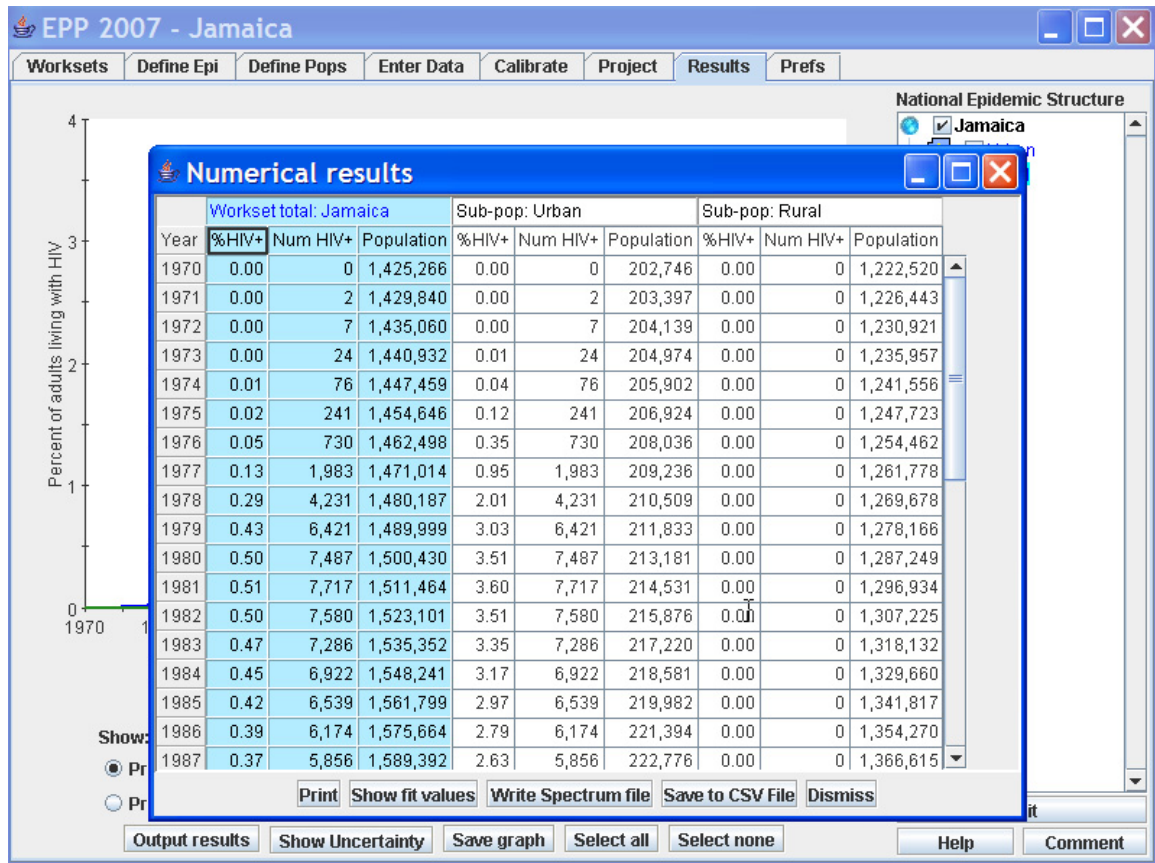 EPP 2007 - Jamaica
Worksets Define Epi Define Pops Enter Data Calibrate Project Results Prefs
National Epidemic Structure
Jamaica
4
3
2
1
0
Percent of adults living with HIV
1970
Numerical results
Workset total: Jamaica Sub-pop: Urban Sub-pop: Rural
Year %HIV+ Num HIV+ Population %HIV+ Num HIV+ Population %HIV+ Num HIV+ Population
1970 0.00 0 1,425,266 0.00 0 202,746 0.00 0 1,222,520
1971 0.00 2 1,429,840 0.00 2 203,397 0.00 0 1,226,443
1972 0.00 7 1,435,060 0.00 7 204,139 0.00 0 1,230,921
1973 0.00 24 1,440,932 0.01 24 204,974 0.00 0 1,235,957
1974 0.01 76 1,447,459 0.04 76 205,902 0.00 0 1,241,556
1975 0.02 241 1,454,646 0.12 241 206,924 0.00 0 1,247,723
1976 0.05 730 1,462,498 0.35 730 208,036 0.00 0 1,254,462
1977 0.13 1,983 1,471,014 0.95 1,983 209,236 0.00 0 1,261,778
1978 0.29 4,231 1,480,187 2.01 4,231 210,509 0.00 0 1,269,678
1979 0.43 6,421 1,489,999 3.03 6,421 211,833 0.00 0 1,278,166
1980 0.50 7,487 1,500,430 3.51 7,487 213,181 0.00 0 1,287,249
1981 0.51 7,717 1,511,464 3.60 7,717 214,531 0.00 0 1,296,934
1982 0.50 7,580 1,523,101 3.51 7,580 215,876 0.00 0 1,307,225
1983 0.47 7,286 1,535,352 3.35 7,286 217,220 0.00 0 1,318,132
1984 0.45 6,922 1,548,241 3.17 6,922 218,581 0.00 0 1,329,660
1985 0.42 6,539 1,561,799 2.97 6,539 219,982 0.00 0 1,341,817
1986 0.39 6,174 1,575,664 2.79 6,174 221,394 0.00 0 1,354,270
1987 0.37 5,856 1,589,392 2.63 5,856 222,776 0.00 0 1,366,615
Print Show fit values Write Spectrum file Save to CSV File Dismiss
Show:
Pr
Pr
it
Output results Show Uncertainty Save graph Select all Select none Help Comment